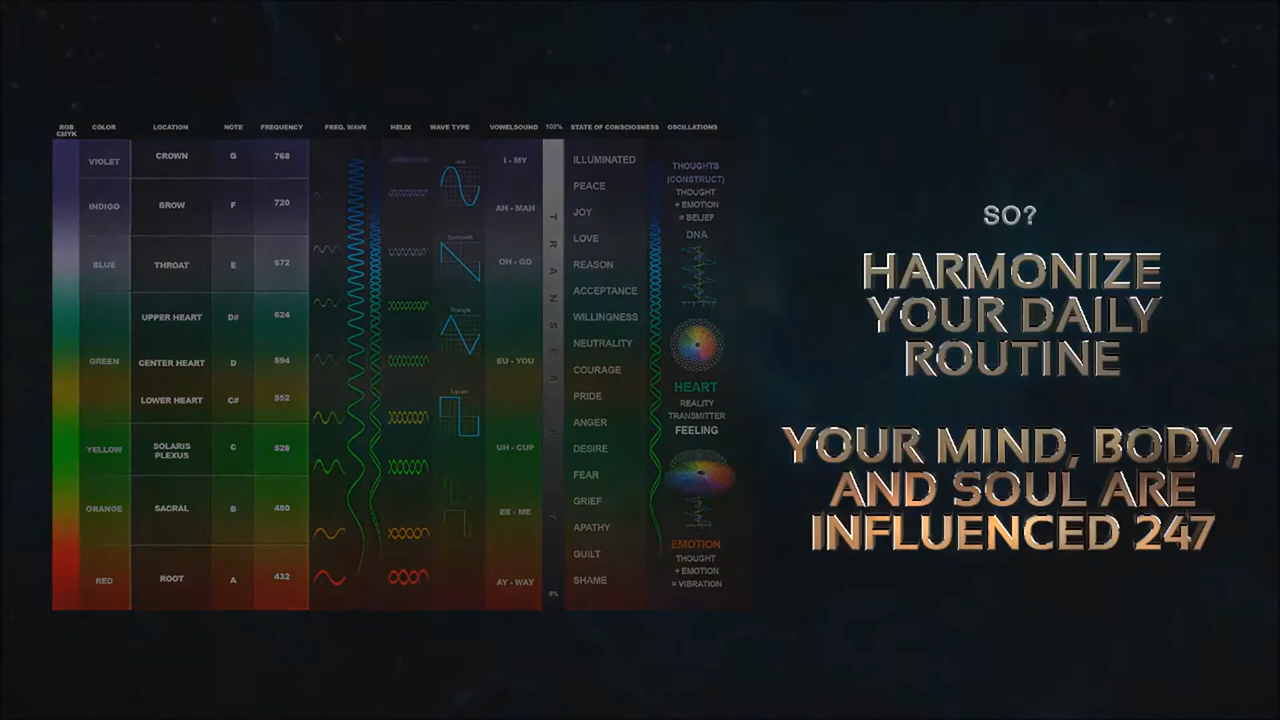 RGB CMYK COLOR LOCATION NOTE FREQUENCY FREQ. WAVE HELIX WAVE TYPE VOWELSOUND 100% STATE OF CONSCIOSNESS OSCILLATIONS
VIOLET CROWN G 768 I - MY ILLUMINATED THOUGHTS
(CONSTRUCT)
PEACE THOUGHT
+ EMOTION
INDIGO BROW F 720 AH - MAH JOY = BELIEF
LOVE DNA
BLUE THROAT E 672 Sawtooth OH - GO REASON
ACCEPTANCE
UPPER HEART D# 624 Triangle WILLINGNESS
NEUTRALITY
GREEN CENTER HEART D 594 EU - YOU COURAGE
HEART
LOWER HEART C# 552 Square PRIDE REALITY
TRANSMITTER
ANGER FEELING
YELLOW SOLARIS PLEXUS C 528 UH - CUP DESIRE
FEAR
ORANGE SACRAL B 480 EE - ME GRIEF
APATHY
EMOTION
GUILT THOUGHT
+ EMOTION
RED ROOT A 432 AY - WAY SHAME = VIBRATION
0%
SO?
HARMONIZE
YOUR DAILY
ROUTINE
YOUR MIND, BODY,
AND SOUL ARE
INFLUENCED 247